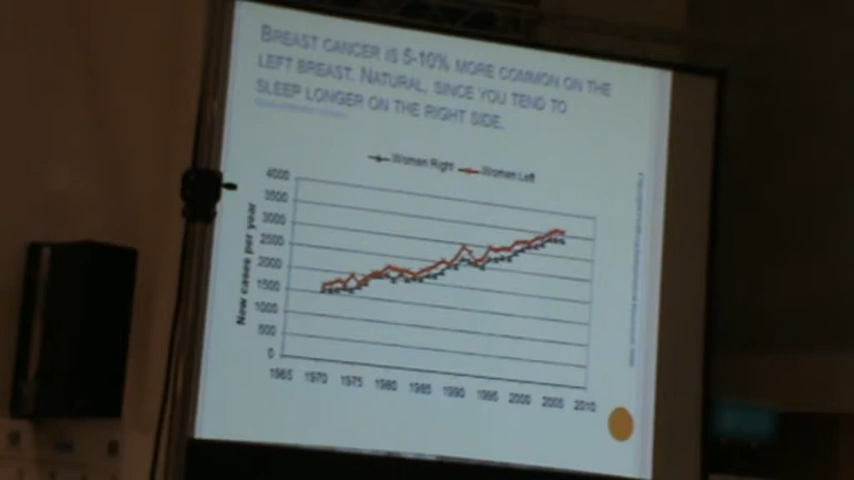 BREAST CANCER IS 5-10% MORE COMMON ON THE
LEFT BREAST. NATURAL, SINCE YOU TEND TO
SLEEP LONGER ON THE RIGHT SIDE.
Women Right Women Left
New cases per year
4000
3500
3000
2500
2000
1500
1000
500
0
1965 1970 1975 1980 1985 1990 1995 2000 2005 2010